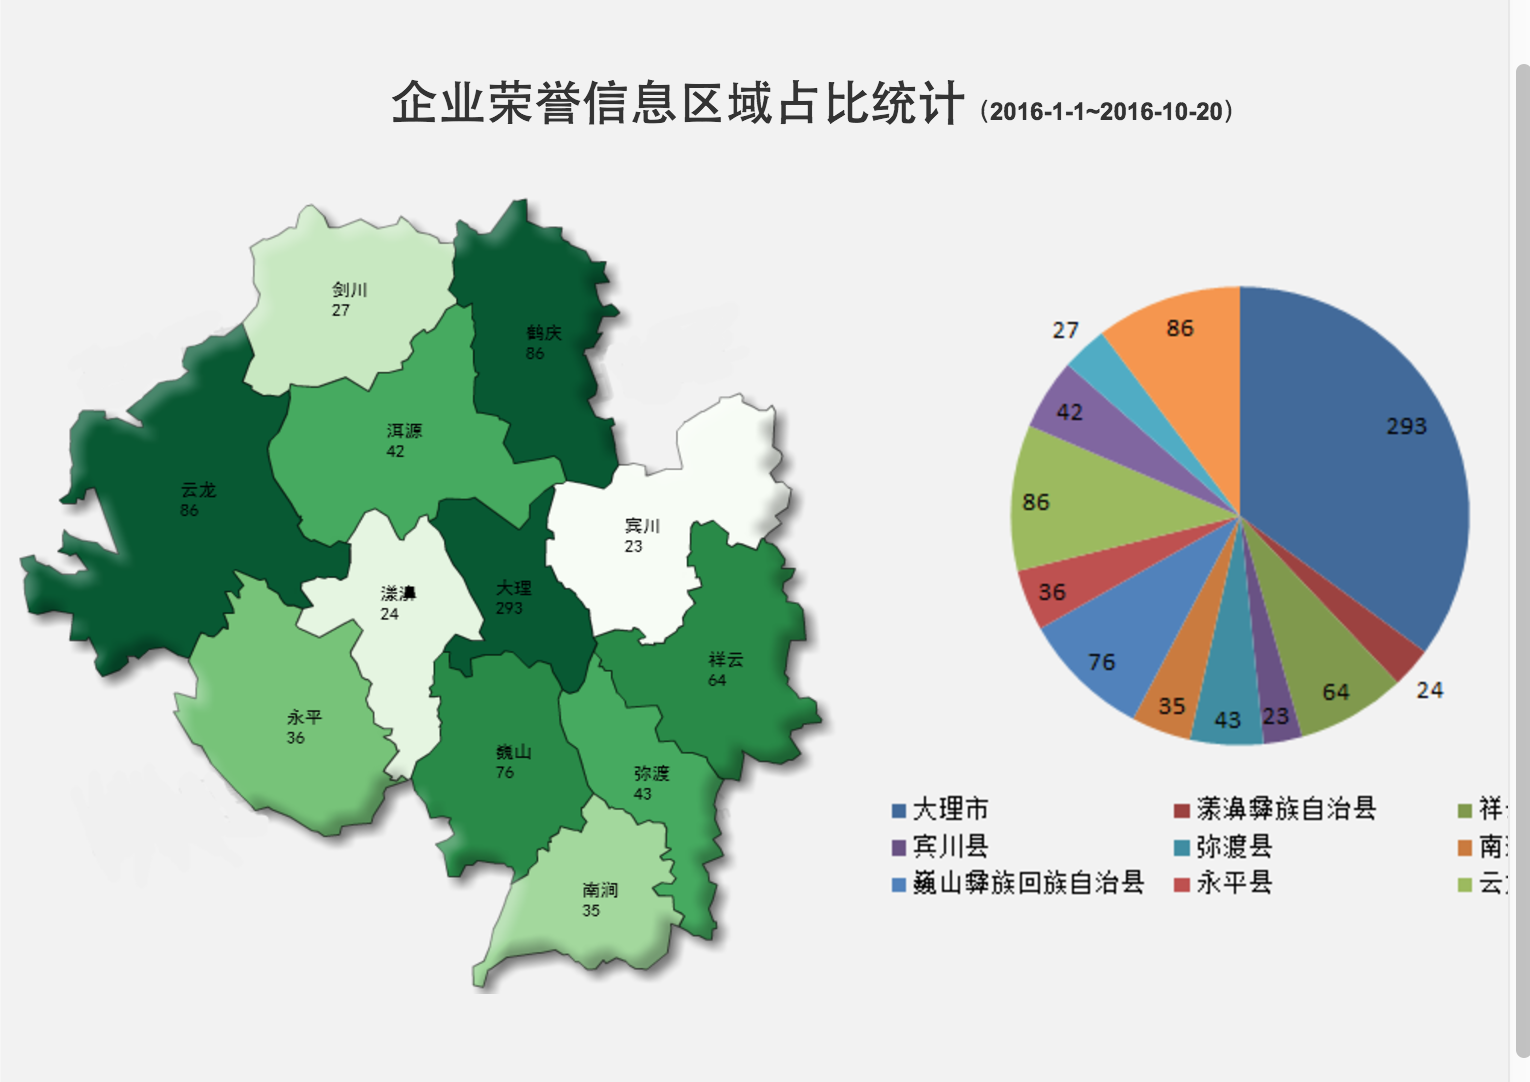 企业荣誉信息区域占比统计 (2016-1-1~2016-10-20)
剑川
27
鹤庆
86
洱源
42
云龙
86
宾川
23
漾濞
24
大理
293
祥云
64
永平
36
巍山
76
弥渡
43
南涧
35
27
86
293
42
86
36
76
35
43
23
64
24
大理市
漾濞彝族自治县
祥
宾川县
弥渡县
南
巍山彝族回族自治县
永平县
云